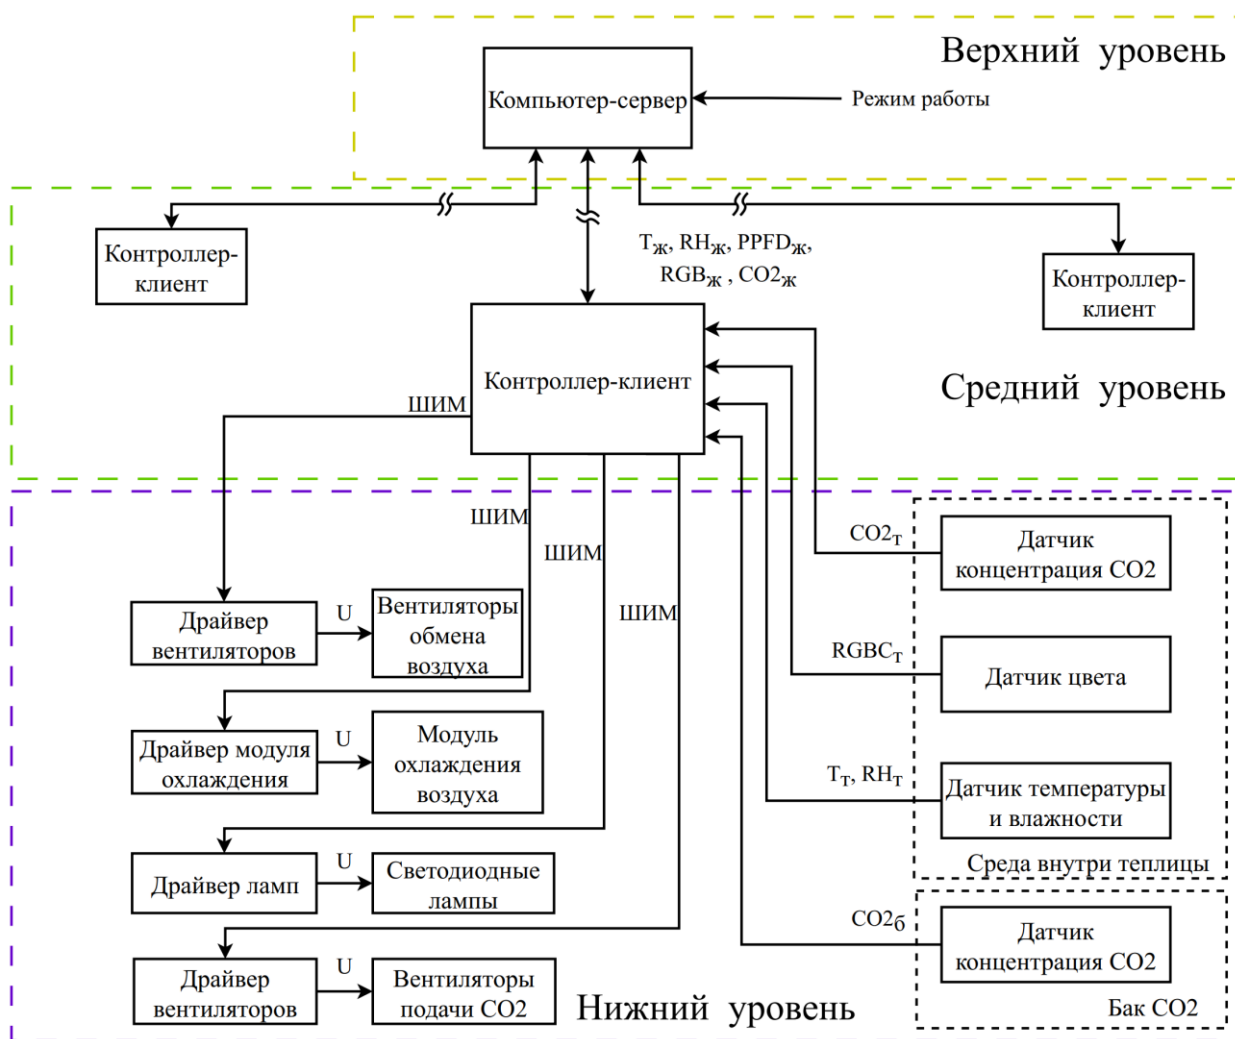 Верхний уровень
Компьютер-сервер
Режим работы
Контроллер-
клиент
Tж, RHж, PPFDж,
RGBж , CO2ж
Контроллер-
клиент
Контроллер-клиент
Средний уровень
ШИМ
ШИМ
ШИМ
ШИМ
CO2т
Датчик
концентрация CO2
Драйвер
вентиляторов
U
Вентиляторы
обмена
воздуха
RGBCт
Датчик цвета
Драйвер модуля
охлаждения
U
Модуль
охлаждения
воздуха
Tт, RHт
Датчик температуры
и влажности
Среда внутри теплицы
Драйвер ламп
U
Светодиодные
лампы
CO2б
Датчик
концентрация CO2
Бак CO2
Драйвер
вентиляторов
U
Вентиляторы
подачи CO2
Нижний уровень